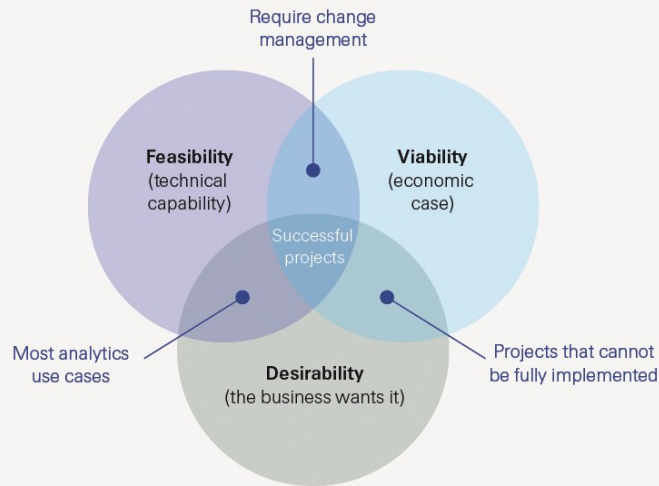 Require change
management
Feasibility
(technical
capability)
Viability
(economic
case)
Successful
projects
Most analytics
use cases
Desirability
(the business wants it)
Projects that cannot
be fully implemented